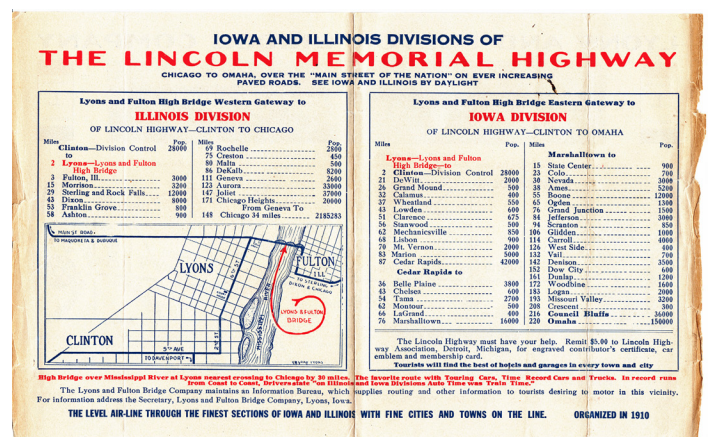 IOWA AND ILLINOIS DIVISIONS OF
THE LINCOLN MEMORIAL HIGHWAY
CHICAGO TO OMAHA, OVER THE "MAIN STREET OF THE NATION" ON EVER INCREASING
PAVED ROADS. SEE IOWA AND ILLINOIS BY DAYLIGHT
Lyons and Fulton High Bridge Western Gateway to
ILLINOIS DIVISION
OF LINCOLN HIGHWAY—CLINTON TO CHICAGO
Miles Pop.
Clinton—Division Control 28000
to
2 Lyons—Lyons and Fulton
High Bridge
3 Fulton, Ill. 3000
15 Morrison 3200
29 Sterling and Rock Falls 12000
43 Dixon 8000
53 Franklin Grove 800
58 Ashton 900
Miles Pop.
69 Rochelle 2800
75 Creston 450
80 Malta 500
86 DeKalb 8200
111 Geneva 2600
123 Aurora 33000
147 Joliet 37000
171 Chicago Heights 20000
From Geneva To
148 Chicago 34 miles 2185283
MAIN ST ROAD
TO MAQUOKETA & DUBUQUE
LYONS
FULTON
ILL
TO STERLING
DIXON & CHICAGO
LYONS & FULTON
BRIDGE
MISSISSIPPI
RIVER
CLINTON
5TH AVE
TO DAVENPORT
2ND ST
Lyons and Fulton High Bridge Eastern Gateway to
IOWA DIVISION
OF LINCOLN HIGHWAY—CLINTON TO OMAHA
Miles Pop.
Lyons—Lyons and Fulton
High Bridge—to
2 Clinton—Division Control 28000
21 DeWitt 2000
26 Grand Mound 500
32 Calamus 400
37 Wheatland 550
43 Lowden 600
51 Clarence 675
56 Stanwood 500
62 Mechanicsville 850
68 Lisbon 900
70 Mt. Vernon 2000
83 Marion 5000
87 Cedar Rapids 42000
Cedar Rapids to
36 Belle Plaine 3800
43 Chelsea 600
54 Tama 2700
62 Montour 500
66 LaGrand 400
76 Marshalltown 16000
Miles Pop.
Marshalltown to
15 State Center 900
23 Colo 700
30 Nevada 3000
38 Ames 5200
55 Boone 12000
65 Ogden 1300
76 Grand Junction 1500
84 Jefferson 3000
94 Scranton 850
106 Glidden 1000
114 Carroll 4000
126 West Side 400
132 Vail 700
142 Denison 3500
152 Dow City 600
161 Dunlap 1200
172 Woodbine 1600
183 Logan 2000
193 Missouri Valley 3200
208 Crescent 300
216 Council Bluffs 36000
220 Omaha 150000
The Lincoln Highway must have your help. Remit $5.00 to Lincoln High-
way Association, Detroit, Michigan, for engraved contributor's certificate, car
emblem and membership card.
Tourists will find the best of hotels and garages in every town and city
High Bridge over Mississippi River at Lyons nearest crossing to Chicago by 20 miles. The favorite route with Touring Cars, Time Record Cars and Trucks. In record runs
from Coast to Coast, Drivers state "on Illinois and Iowa Divisions Auto Time was Train Time."
The Lyons and Fulton Bridge Company maintains an Information Bureau, which supplies routing and other information to tourists desiring to motor in this vicinity.
For information address the Secretary, Lyons and Fulton Bridge Company, Lyons, Iowa.
THE LEVEL AIR-LINE THROUGH THE FINEST SECTIONS OF IOWA AND ILLINOIS WITH FINE CITIES AND TOWNS ON THE LINE. ORGANIZED IN 1910